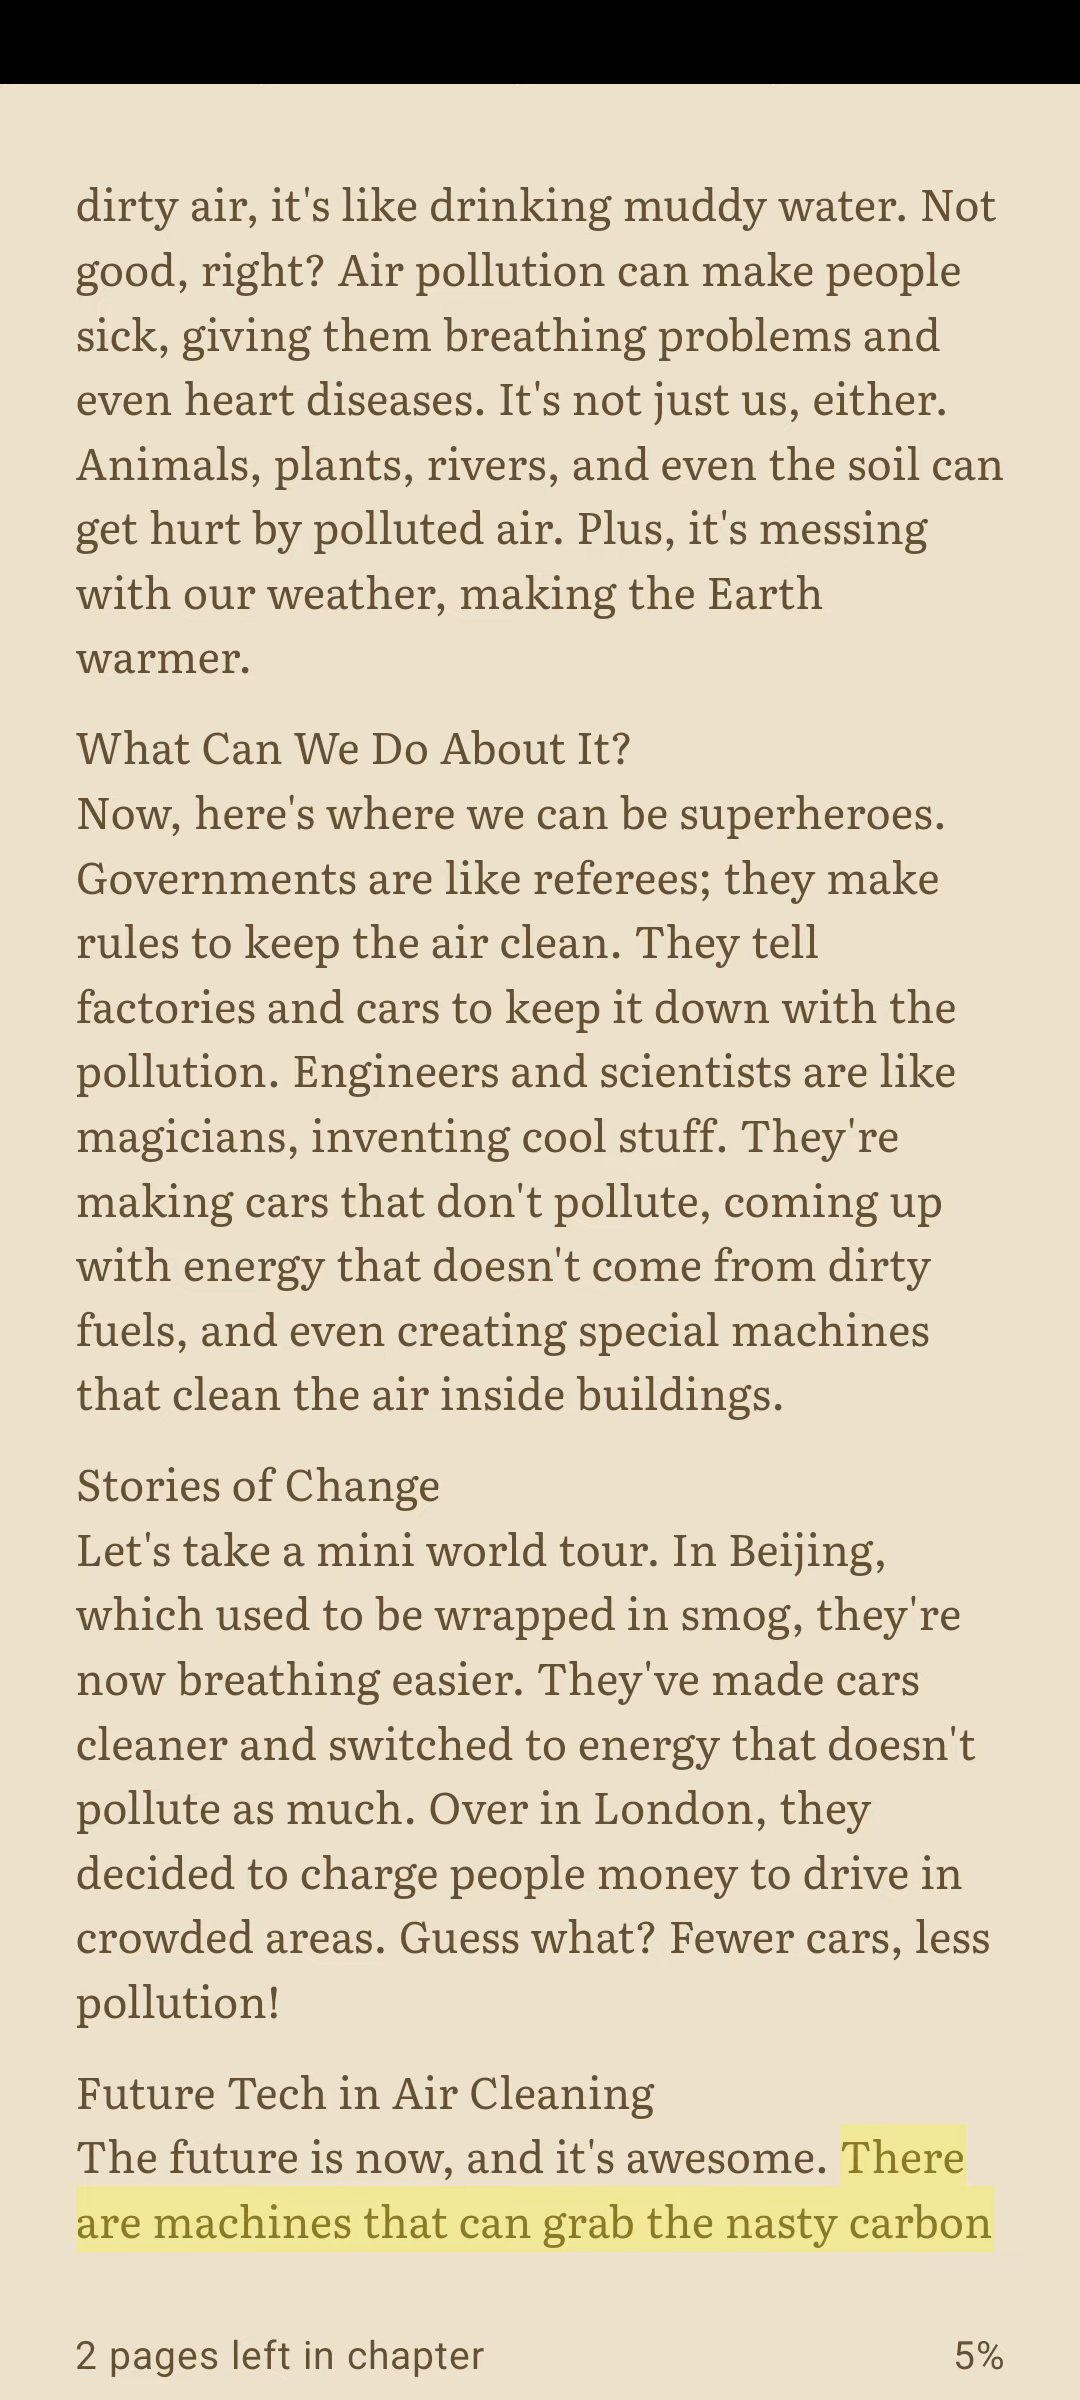 dirty air, it's like drinking muddy water. Not
good, right? Air pollution can make people
sick, giving them breathing problems and
even heart diseases. It's not just us, either.
Animals, plants, rivers, and even the soil can
get hurt by polluted air. Plus, it's messing
with our weather, making the Earth
warmer.
What Can We Do About It?
Now, here's where we can be superheroes.
Governments are like referees; they make
rules to keep the air clean. They tell
factories and cars to keep it down with the
pollution. Engineers and scientists are like
magicians, inventing cool stuff. They're
making cars that don't pollute, coming up
with energy that doesn't come from dirty
fuels, and even creating special machines
that clean the air inside buildings.
Stories of Change
Let's take a mini world tour. In Beijing,
which used to be wrapped in smog, they're
now breathing easier. They've made cars
cleaner and switched to energy that doesn't
pollute as much. Over in London, they
decided to charge people money to drive in
crowded areas. Guess what? Fewer cars, less
pollution!
Future Tech in Air Cleaning
The future is now, and it's awesome. There
are machines that can grab the nasty carbon
2 pages left in chapter 5%